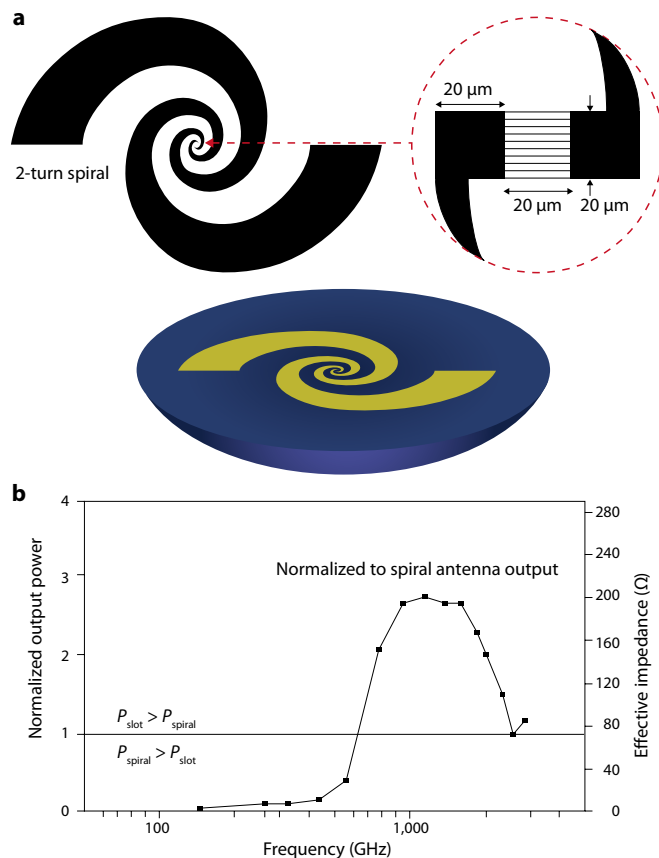 a
2-turn spiral
20 μm
20 μm
20 μm
b
Normalized output power
4
3
2
1
0
Normalized to spiral antenna output
P_slot > P_spiral
P_spiral > P_slot
280
240
200
160
110
80
40
0
Effective impedance (Ω)
100
1,000
Frequency (GHz)